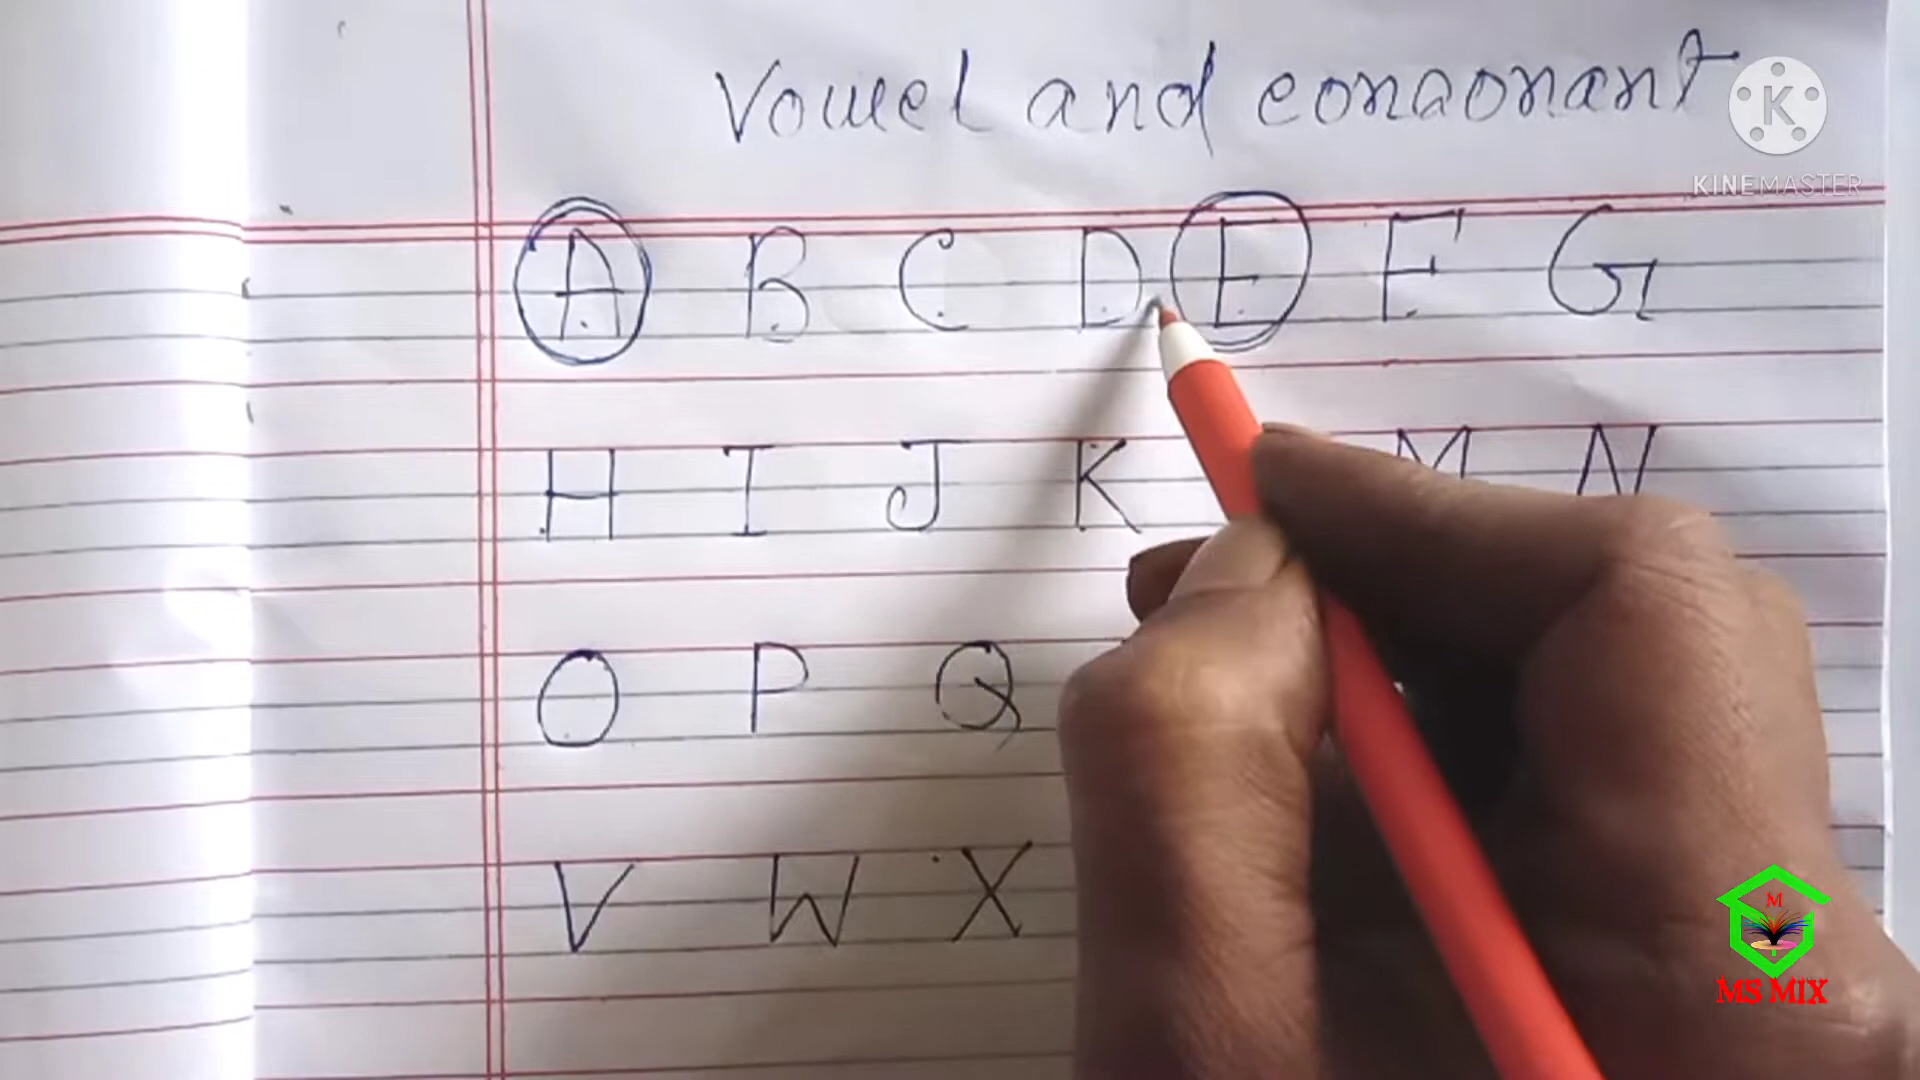 Vowel and consonant
K
KINEMASTER
A B C D E F G
H I J K M N
O P Q
V W X
M
MS MIX